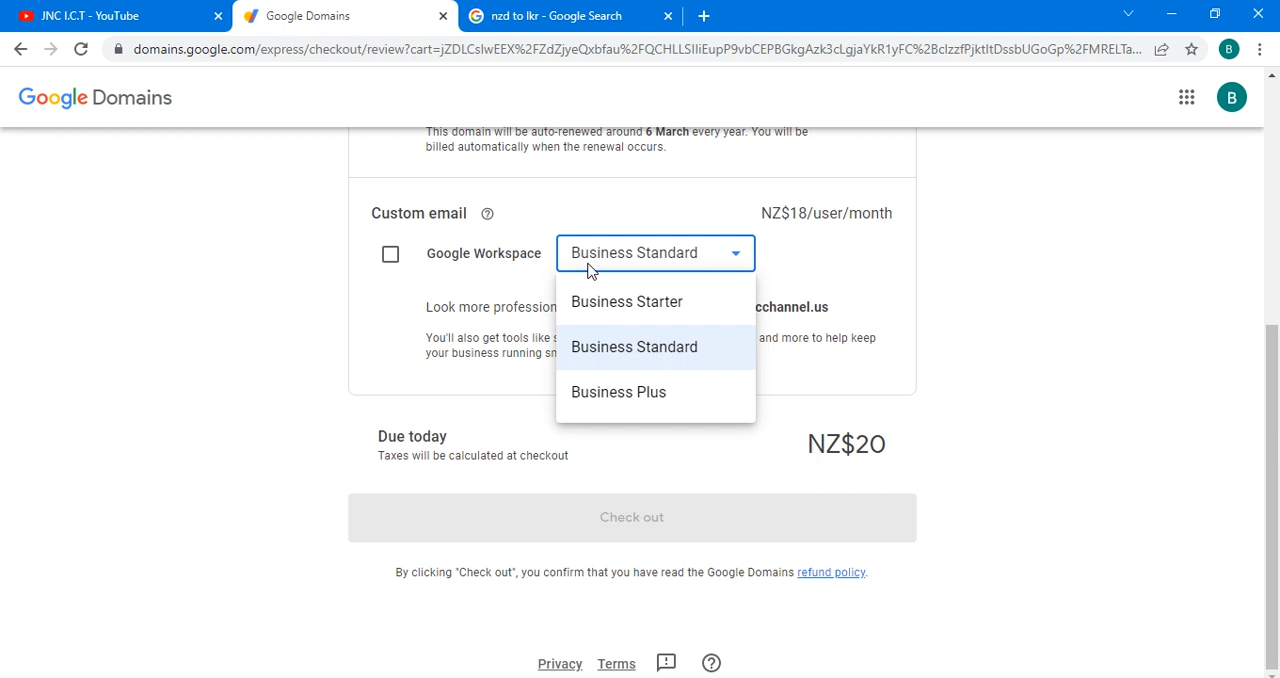 JNC I.C.T - YouTube
Google Domains
nzd to lkr - Google Search
domains.google.com/express/checkout/review?cart=jZDLCslwEEX%2FZdZjyeQxbfau%2FQCHLLSIliEupP9vbCEPBGkgAzk3cLgjaYkR1yFC%2BclzzfPjktltDssbUGoGp%2FMRELTa...
B
Google Domains
B
This domain will be auto-renewed around 6 March every year. You will be
billed automatically when the renewal occurs.
Custom email
NZ$18/user/month
Google Workspace
Business Standard
Business Starter
Look more profession
cchannel.us
Business Standard
You'll also get tools like
and more to help keep
your business running
Business Plus
Due today
NZ$20
Taxes will be calculated at checkout
Check out
By clicking "Check out", you confirm that you have read the Google Domains refund policy.
Privacy
Terms